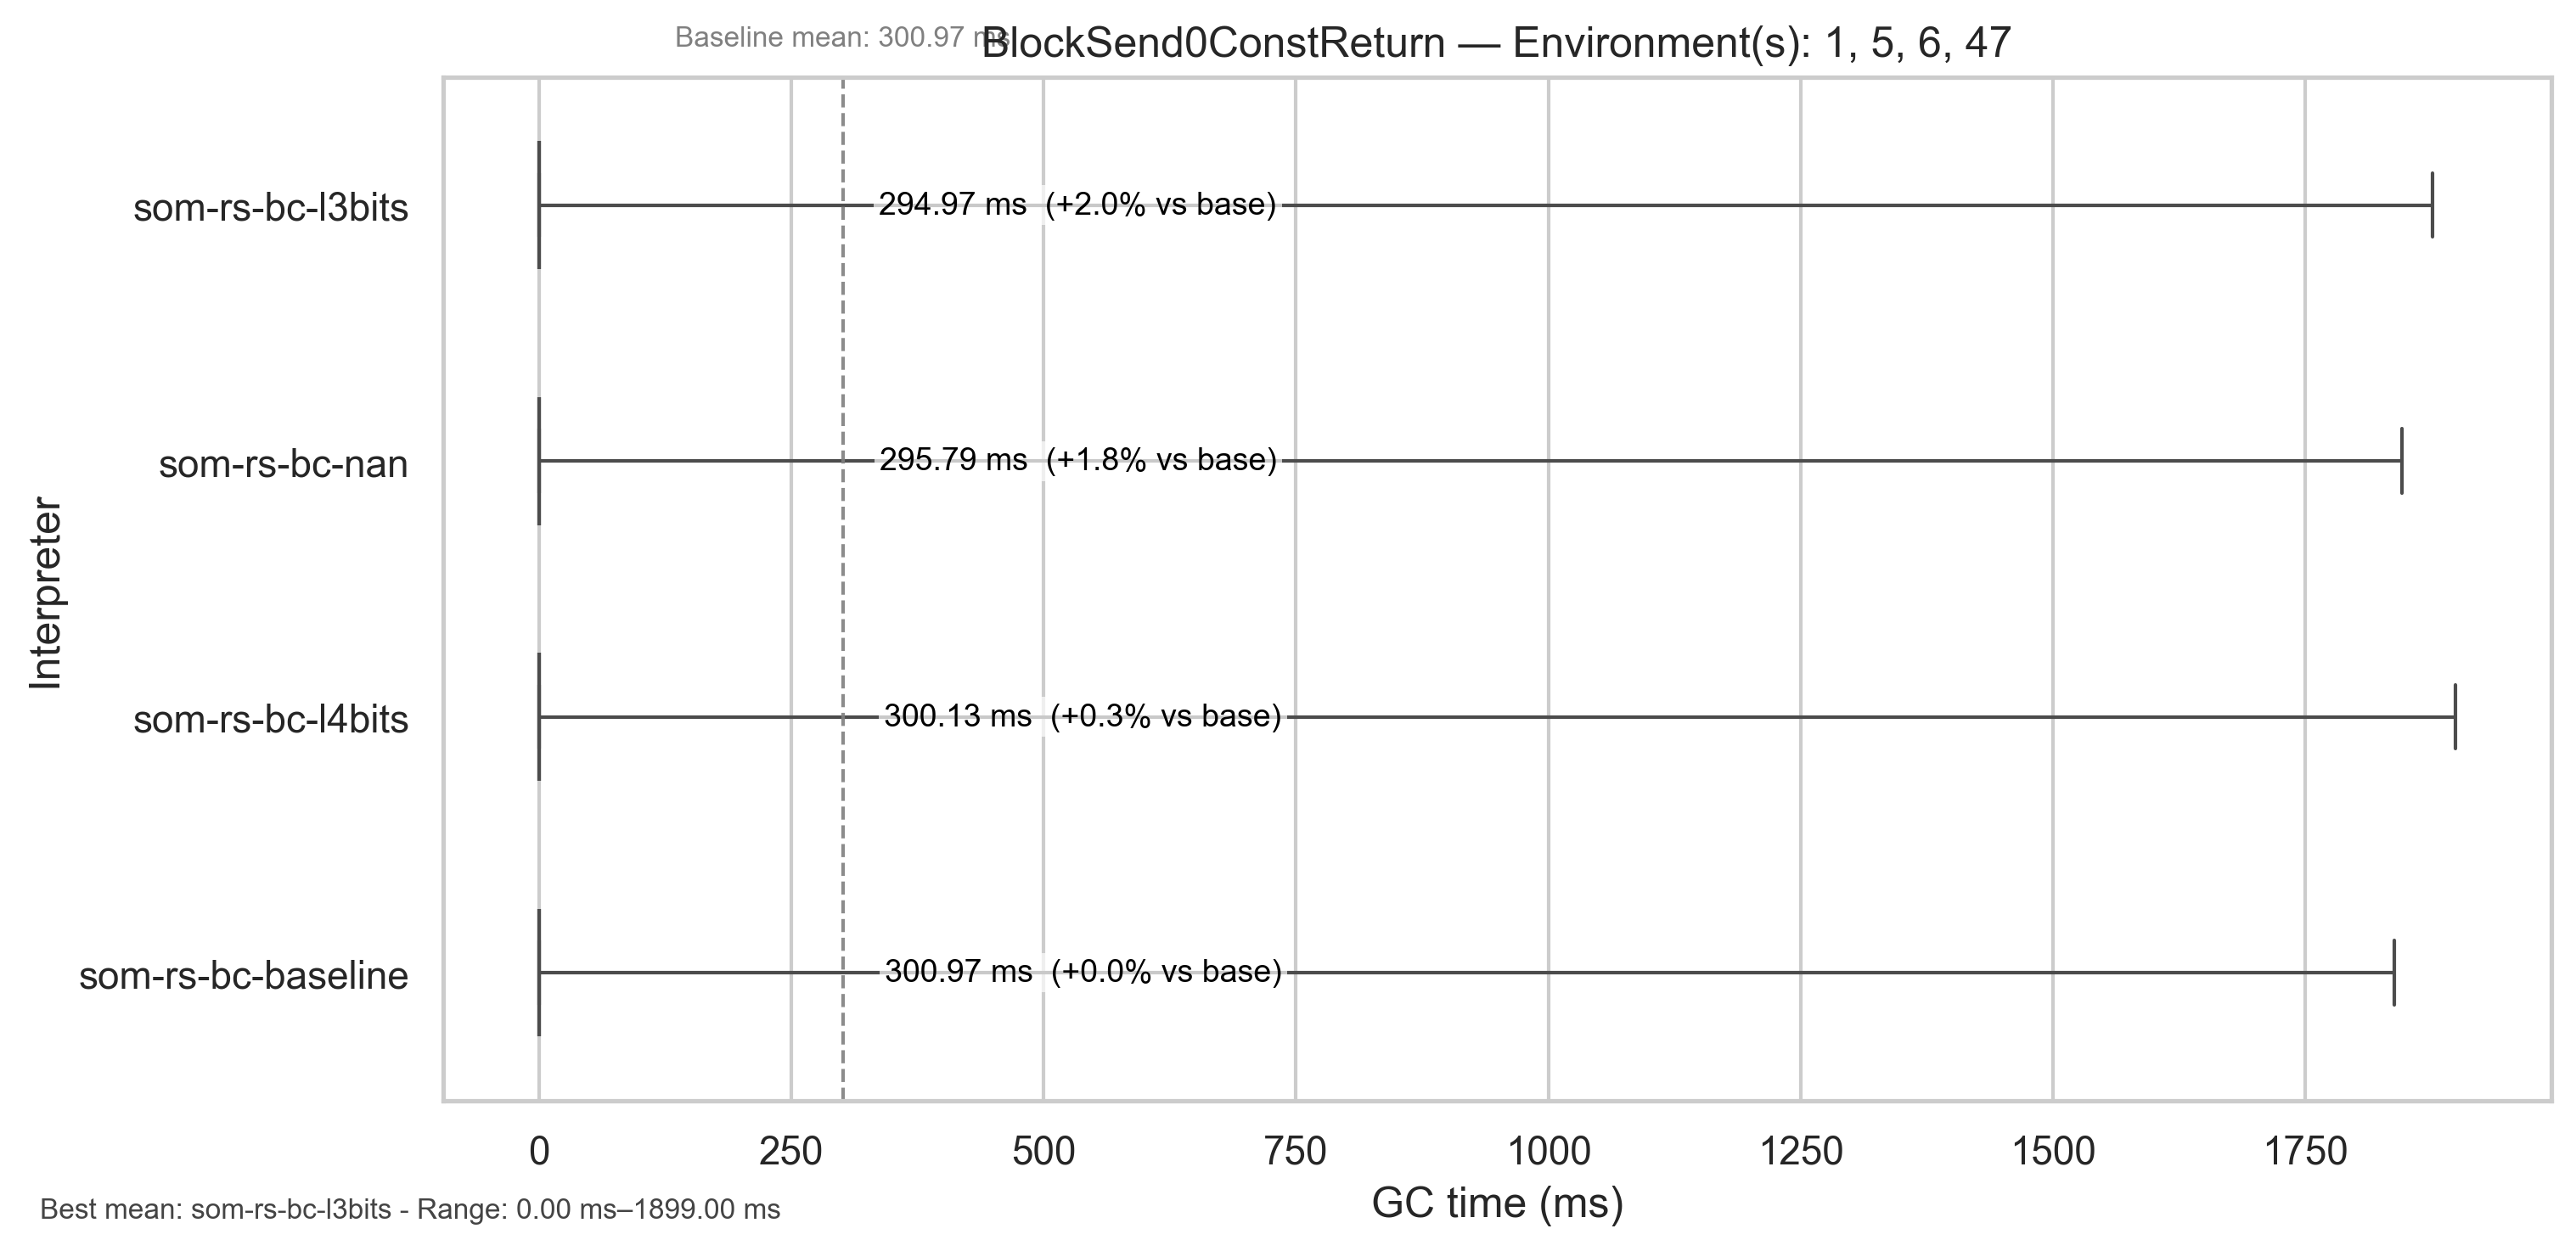 Baseline mean: 300.97 ms
BlockSend0ConstReturn — Environment(s): 1, 5, 6, 47
Interpreter
som-rs-bc-l3bits
294.97 ms (+2.0% vs base)
som-rs-bc-nan
295.79 ms (+1.8% vs base)
som-rs-bc-l4bits
300.13 ms (+0.3% vs base)
som-rs-bc-baseline
300.97 ms (+0.0% vs base)
0 250 500 750 1000 1250 1500 1750
GC time (ms)
Best mean: som-rs-bc-l3bits - Range: 0.00 ms–1899.00 ms